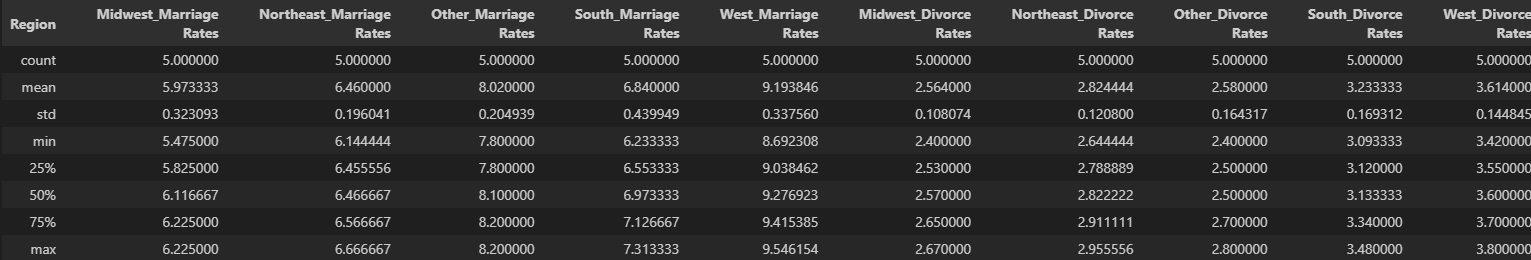 Region Midwest_Marriage Rates Northeast_Marriage Rates Other_Marriage Rates South_Marriage Rates West_Marriage Rates Midwest_Divorce Rates Northeast_Divorce Rates Other_Divorce Rates South_Divorce Rates West_Divorce Rates
count 5.000000 5.000000 5.000000 5.000000 5.000000 5.000000 5.000000 5.000000 5.000000 5.000000
mean 5.973333 6.460000 8.020000 6.840000 9.193846 2.564000 2.824444 2.580000 3.233333 3.614000
std 0.323093 0.196041 0.204939 0.439949 0.337560 0.108074 0.120800 0.164317 0.169312 0.144845
min 5.475000 6.144444 7.800000 6.233333 8.692308 2.400000 2.644444 2.400000 3.093333 3.420000
25% 5.825000 6.455556 7.800000 6.553333 9.038462 2.530000 2.788889 2.500000 3.120000 3.550000
50% 6.116667 6.466667 8.100000 6.973333 9.276923 2.570000 2.822222 2.500000 3.133333 3.600000
75% 6.225000 6.566667 8.200000 7.126667 9.415385 2.650000 2.911111 2.700000 3.340000 3.700000
max 6.225000 6.666667 8.200000 7.313333 9.546154 2.670000 2.955556 2.800000 3.480000 3.800000